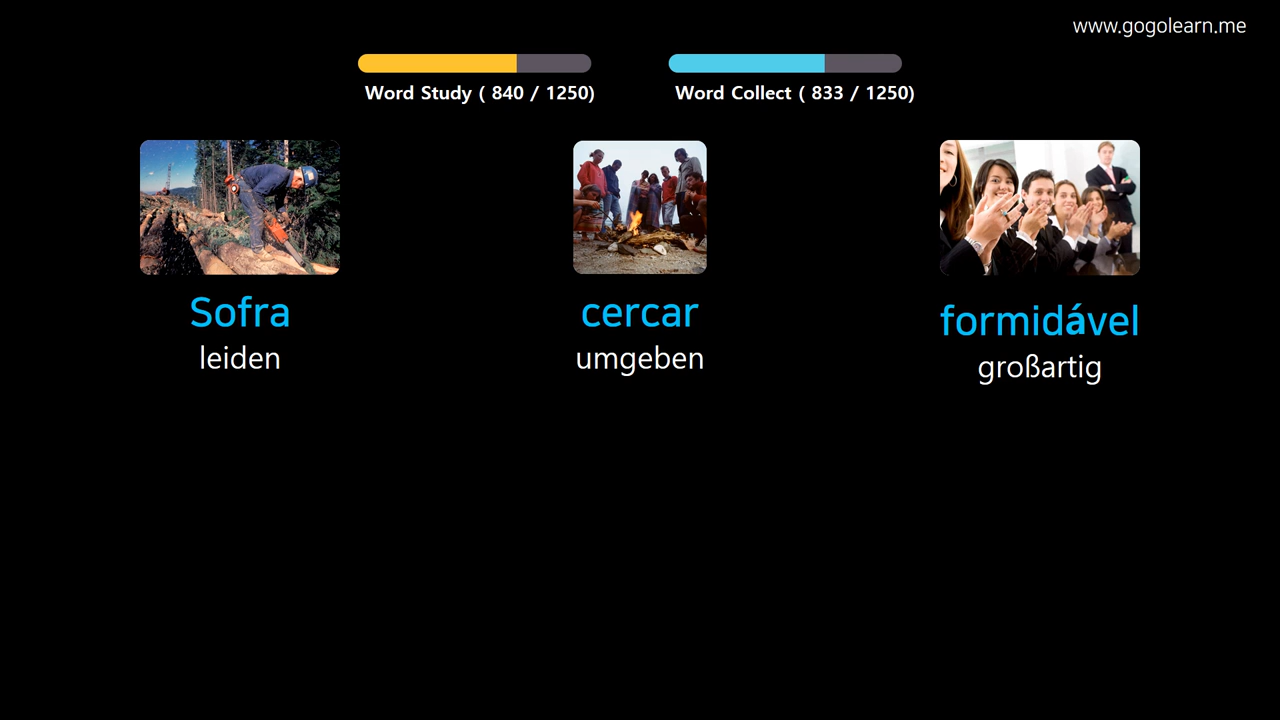 www.gogolearn.me
Word Study ( 840 / 1250)
Word Collect ( 833 / 1250)
Sofra
leiden
cercar
umgeben
formidável
großartig